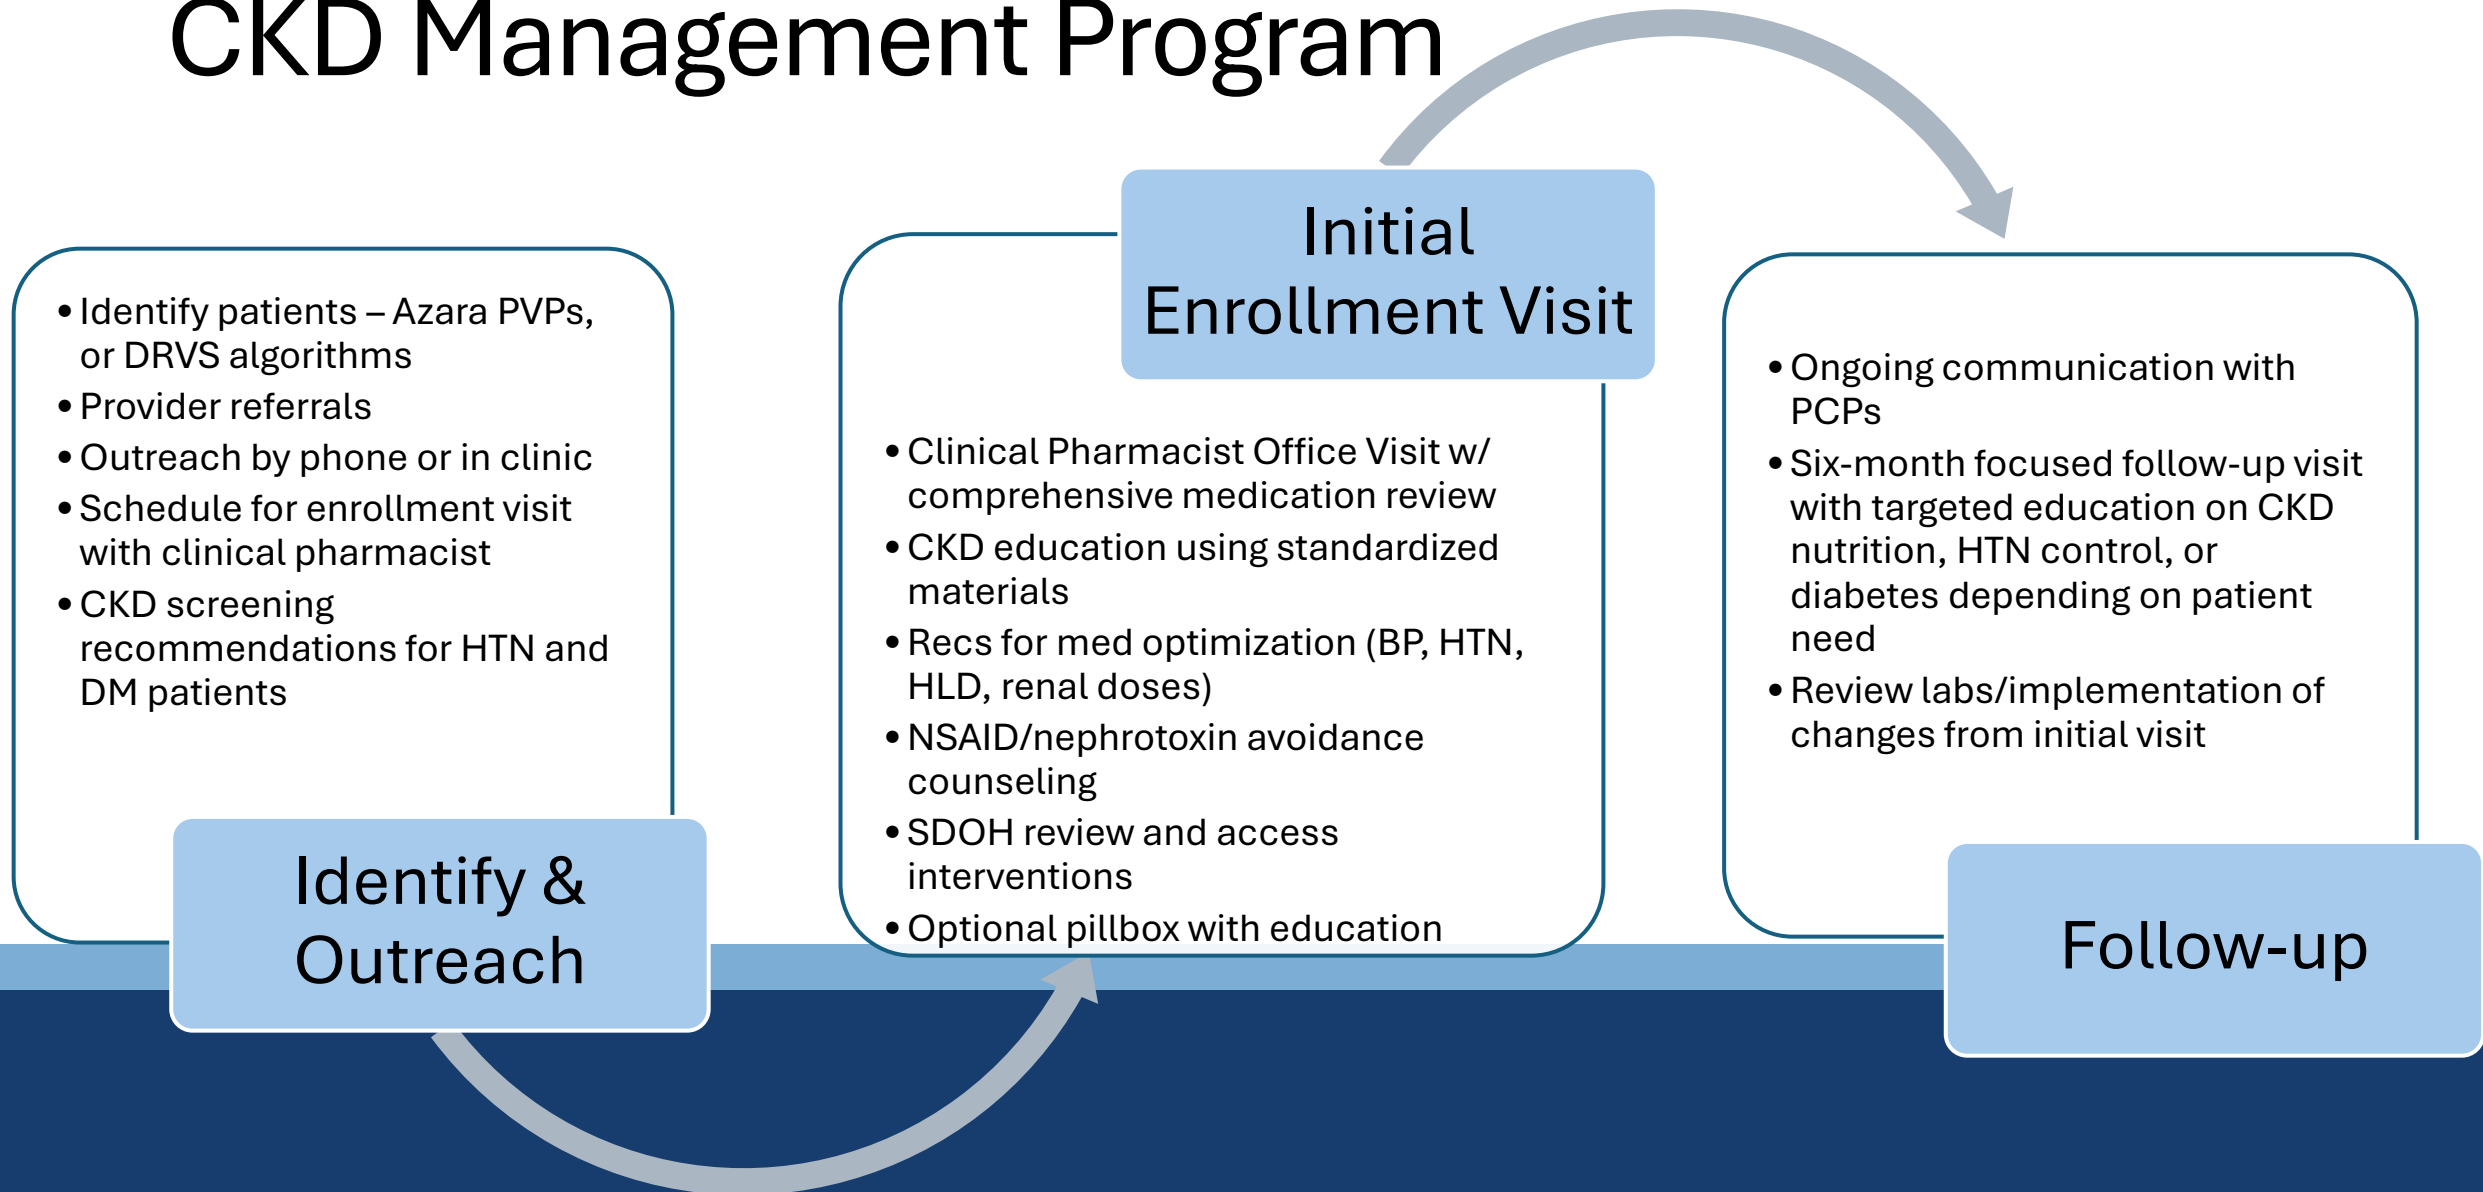 CKD Management Program
• Identify patients – Azara PVPs,
or DRVS algorithms
• Provider referrals
• Outreach by phone or in clinic
• Schedule for enrollment visit
with clinical pharmacist
• CKD screening
recommendations for HTN and
DM patients
Identify &
Outreach
Initial
Enrollment Visit
• Clinical Pharmacist Office Visit w/
comprehensive medication review
• CKD education using standardized
materials
• Recs for med optimization (BP, HTN,
HLD, renal doses)
• NSAID/nephrotoxin avoidance
counseling
• SDOH review and access
interventions
• Optional pillbox with education
• Ongoing communication with
PCPs
• Six-month focused follow-up visit
with targeted education on CKD
nutrition, HTN control, or
diabetes depending on patient
need
• Review labs/implementation of
changes from initial visit
Follow-up